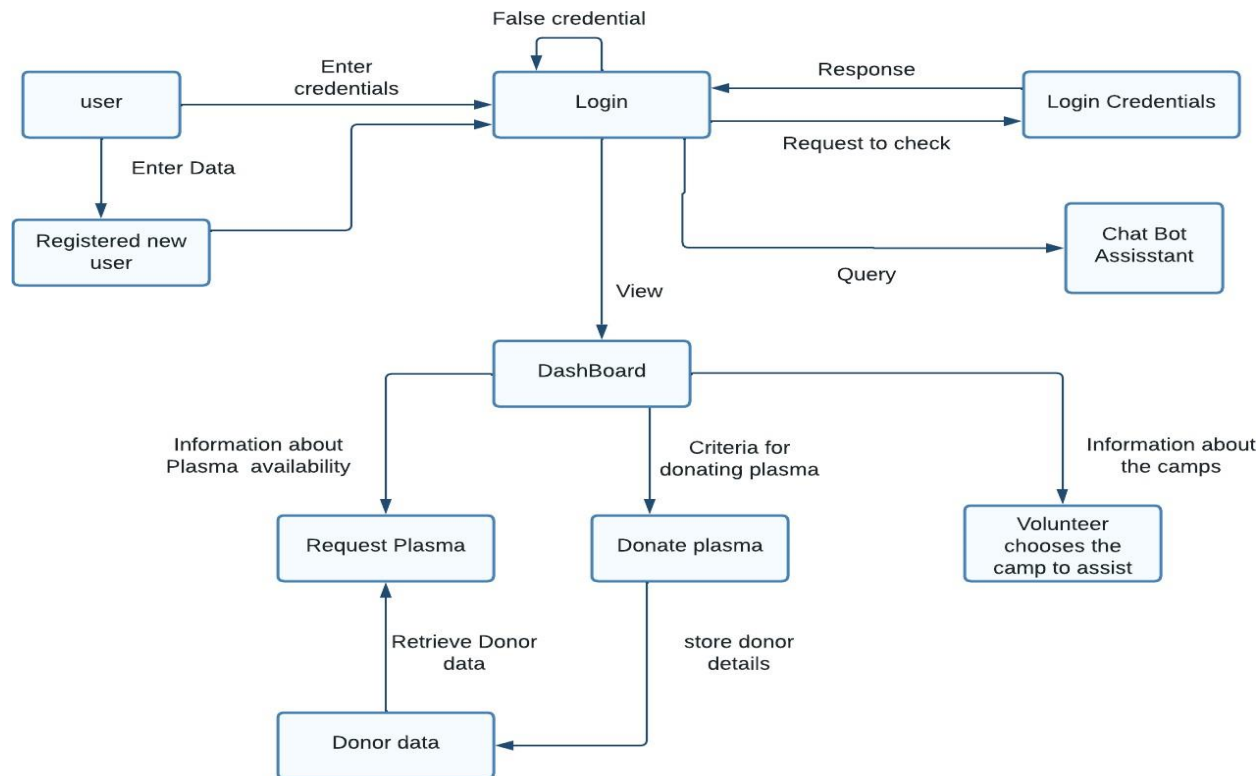 False credential
Enter
credentials
Response
user
Login
Login Credentials
Request to check
Enter Data
Registered new
user
Chat Bot
Assisstant
Query
View
DashBoard
Information about
Plasma availability
Criteria for
donating plasma
Information about
the camps
Request Plasma
Donate plasma
Volunteer
chooses the
camp to assist
Retrieve Donor
data
store donor
details
Donor data